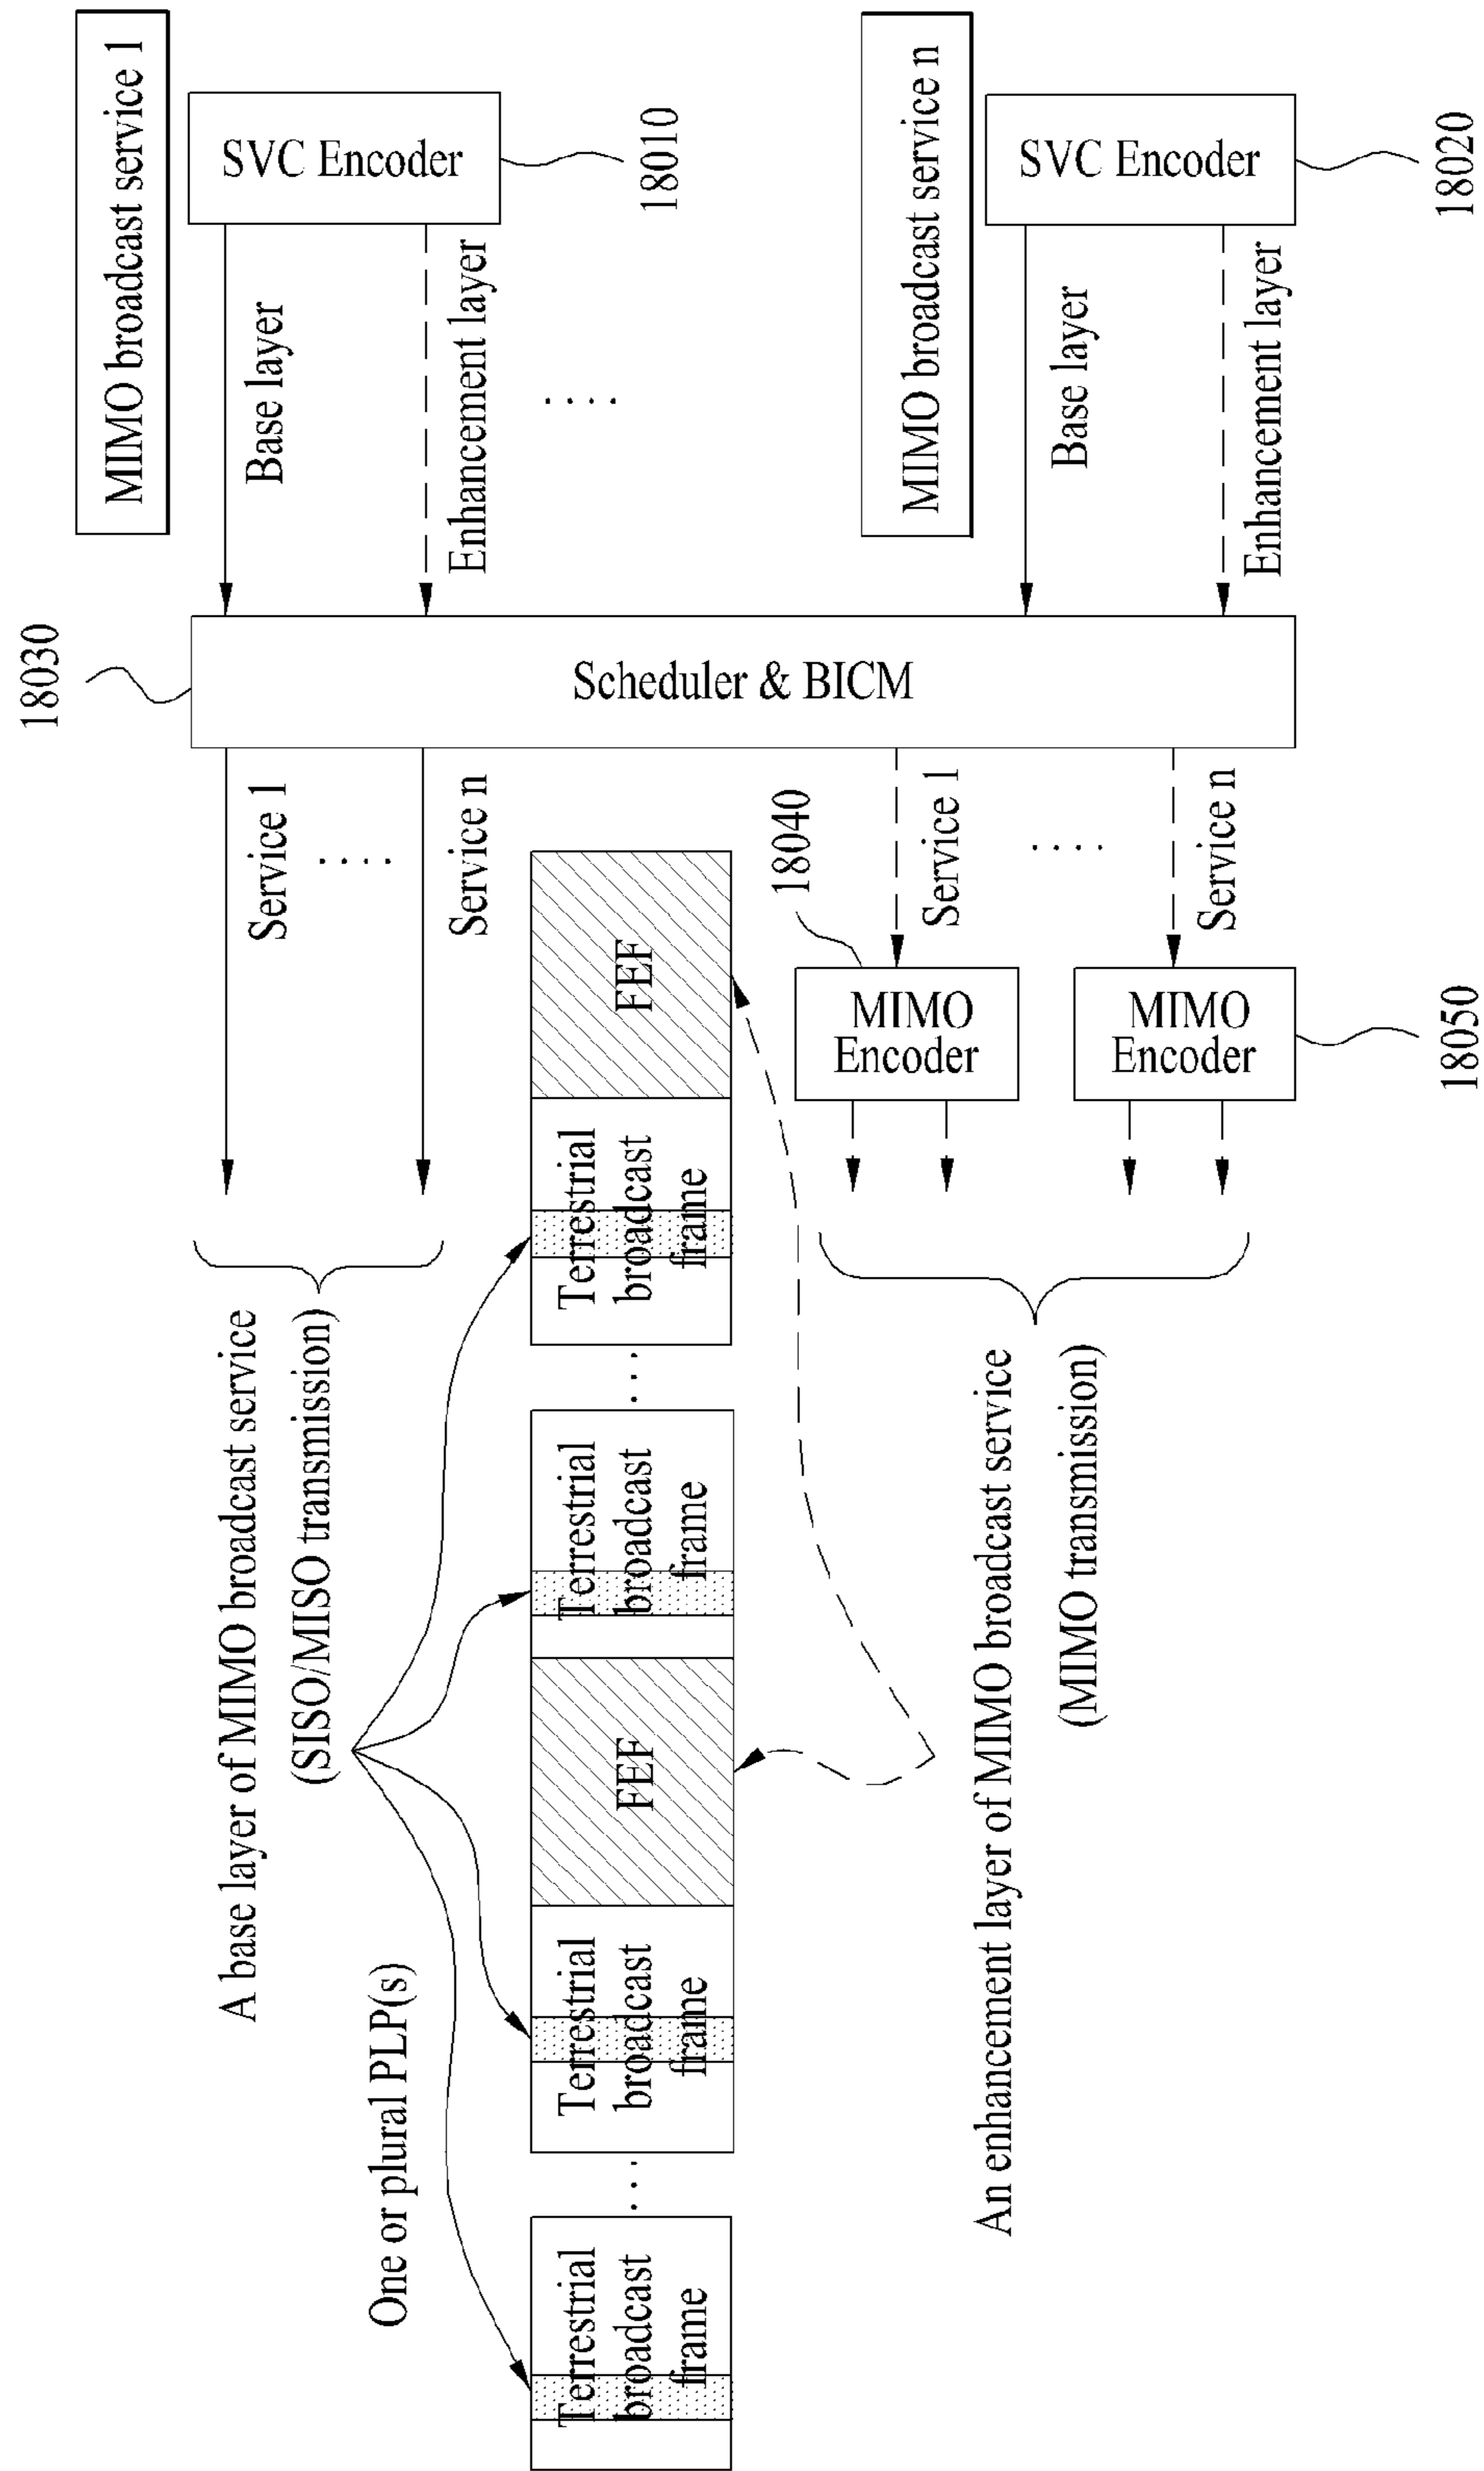 MIMO broadcast service 1
SVC Encoder
18010
Base layer
Enhancement layer
....
MIMO broadcast service n
SVC Encoder
18020
Base layer
Enhancement layer
18030
Scheduler & BICM
Service 1
....
Service n
Service 1
....
Service n
18040
MIMO
Encoder
MIMO
Encoder
18050
A base layer of MIMO broadcast service
(SISO/MISO transmission)
One or plural PLP(s)
Terrestrial
broadcast
frame
...
Terrestrial
broadcast
frame
FEF
Terrestrial
broadcast
frame
...
Terrestrial
broadcast
frame
FEF
An enhancement layer of MIMO broadcast service
(MIMO transmission)